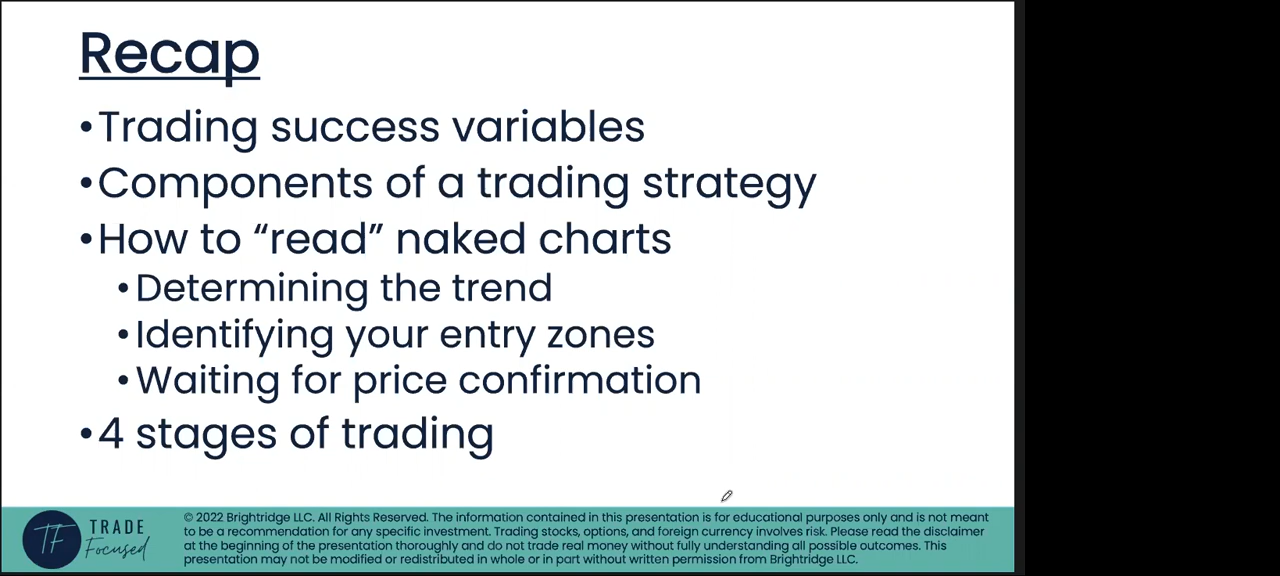 Recap
•Trading success variables
•Components of a trading strategy
•How to “read” naked charts
•Determining the trend
•Identifying your entry zones
•Waiting for price confirmation
•4 stages of trading
TF TRADE
Focused
© 2022 Brightridge LLC. All Rights Reserved. The information contained in this presentation is for educational purposes only and is not meant
to be a recommendation for any specific investment. Trading stocks, options, and foreign currency involves risk. Please read the disclaimer
at the beginning of the presentation thoroughly and do not trade real money without fully understanding all possible outcomes. This
presentation may not be modified or redistributed in whole or in part without written permission from Brightridge LLC.